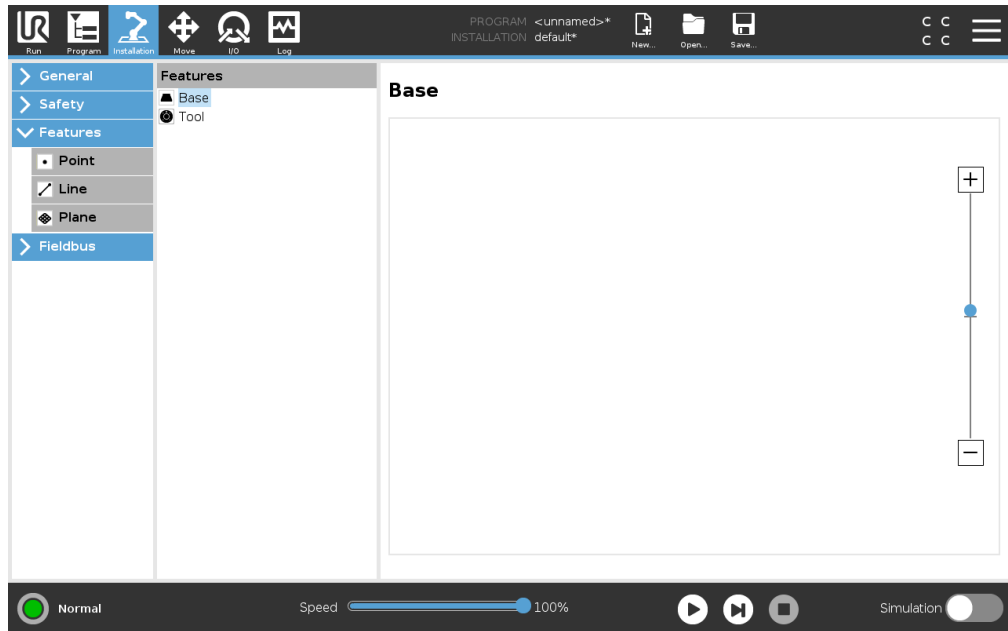 Run Program Installation Move I/O Log
PROGRAM <unnamed>*
INSTALLATION default*
New... Open... Save...
C C
C C
General
Safety
Features
Point
Line
Plane
Fieldbus
Features
Base
Tool
Base
+
−
Normal
Speed 100%
Simulation